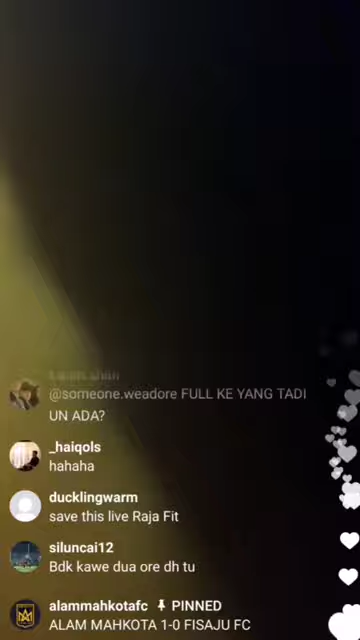 @someone.weadore FULL KE YANG TADI
UN ADA?
_haiqols
hahaha
ducklingwarm
save this live Raja Fit
siluncai12
Bdk kawe dua ore dh tu
alammahkotafc PINNED
ALAM MAHKOTA 1-0 FISAJU FC